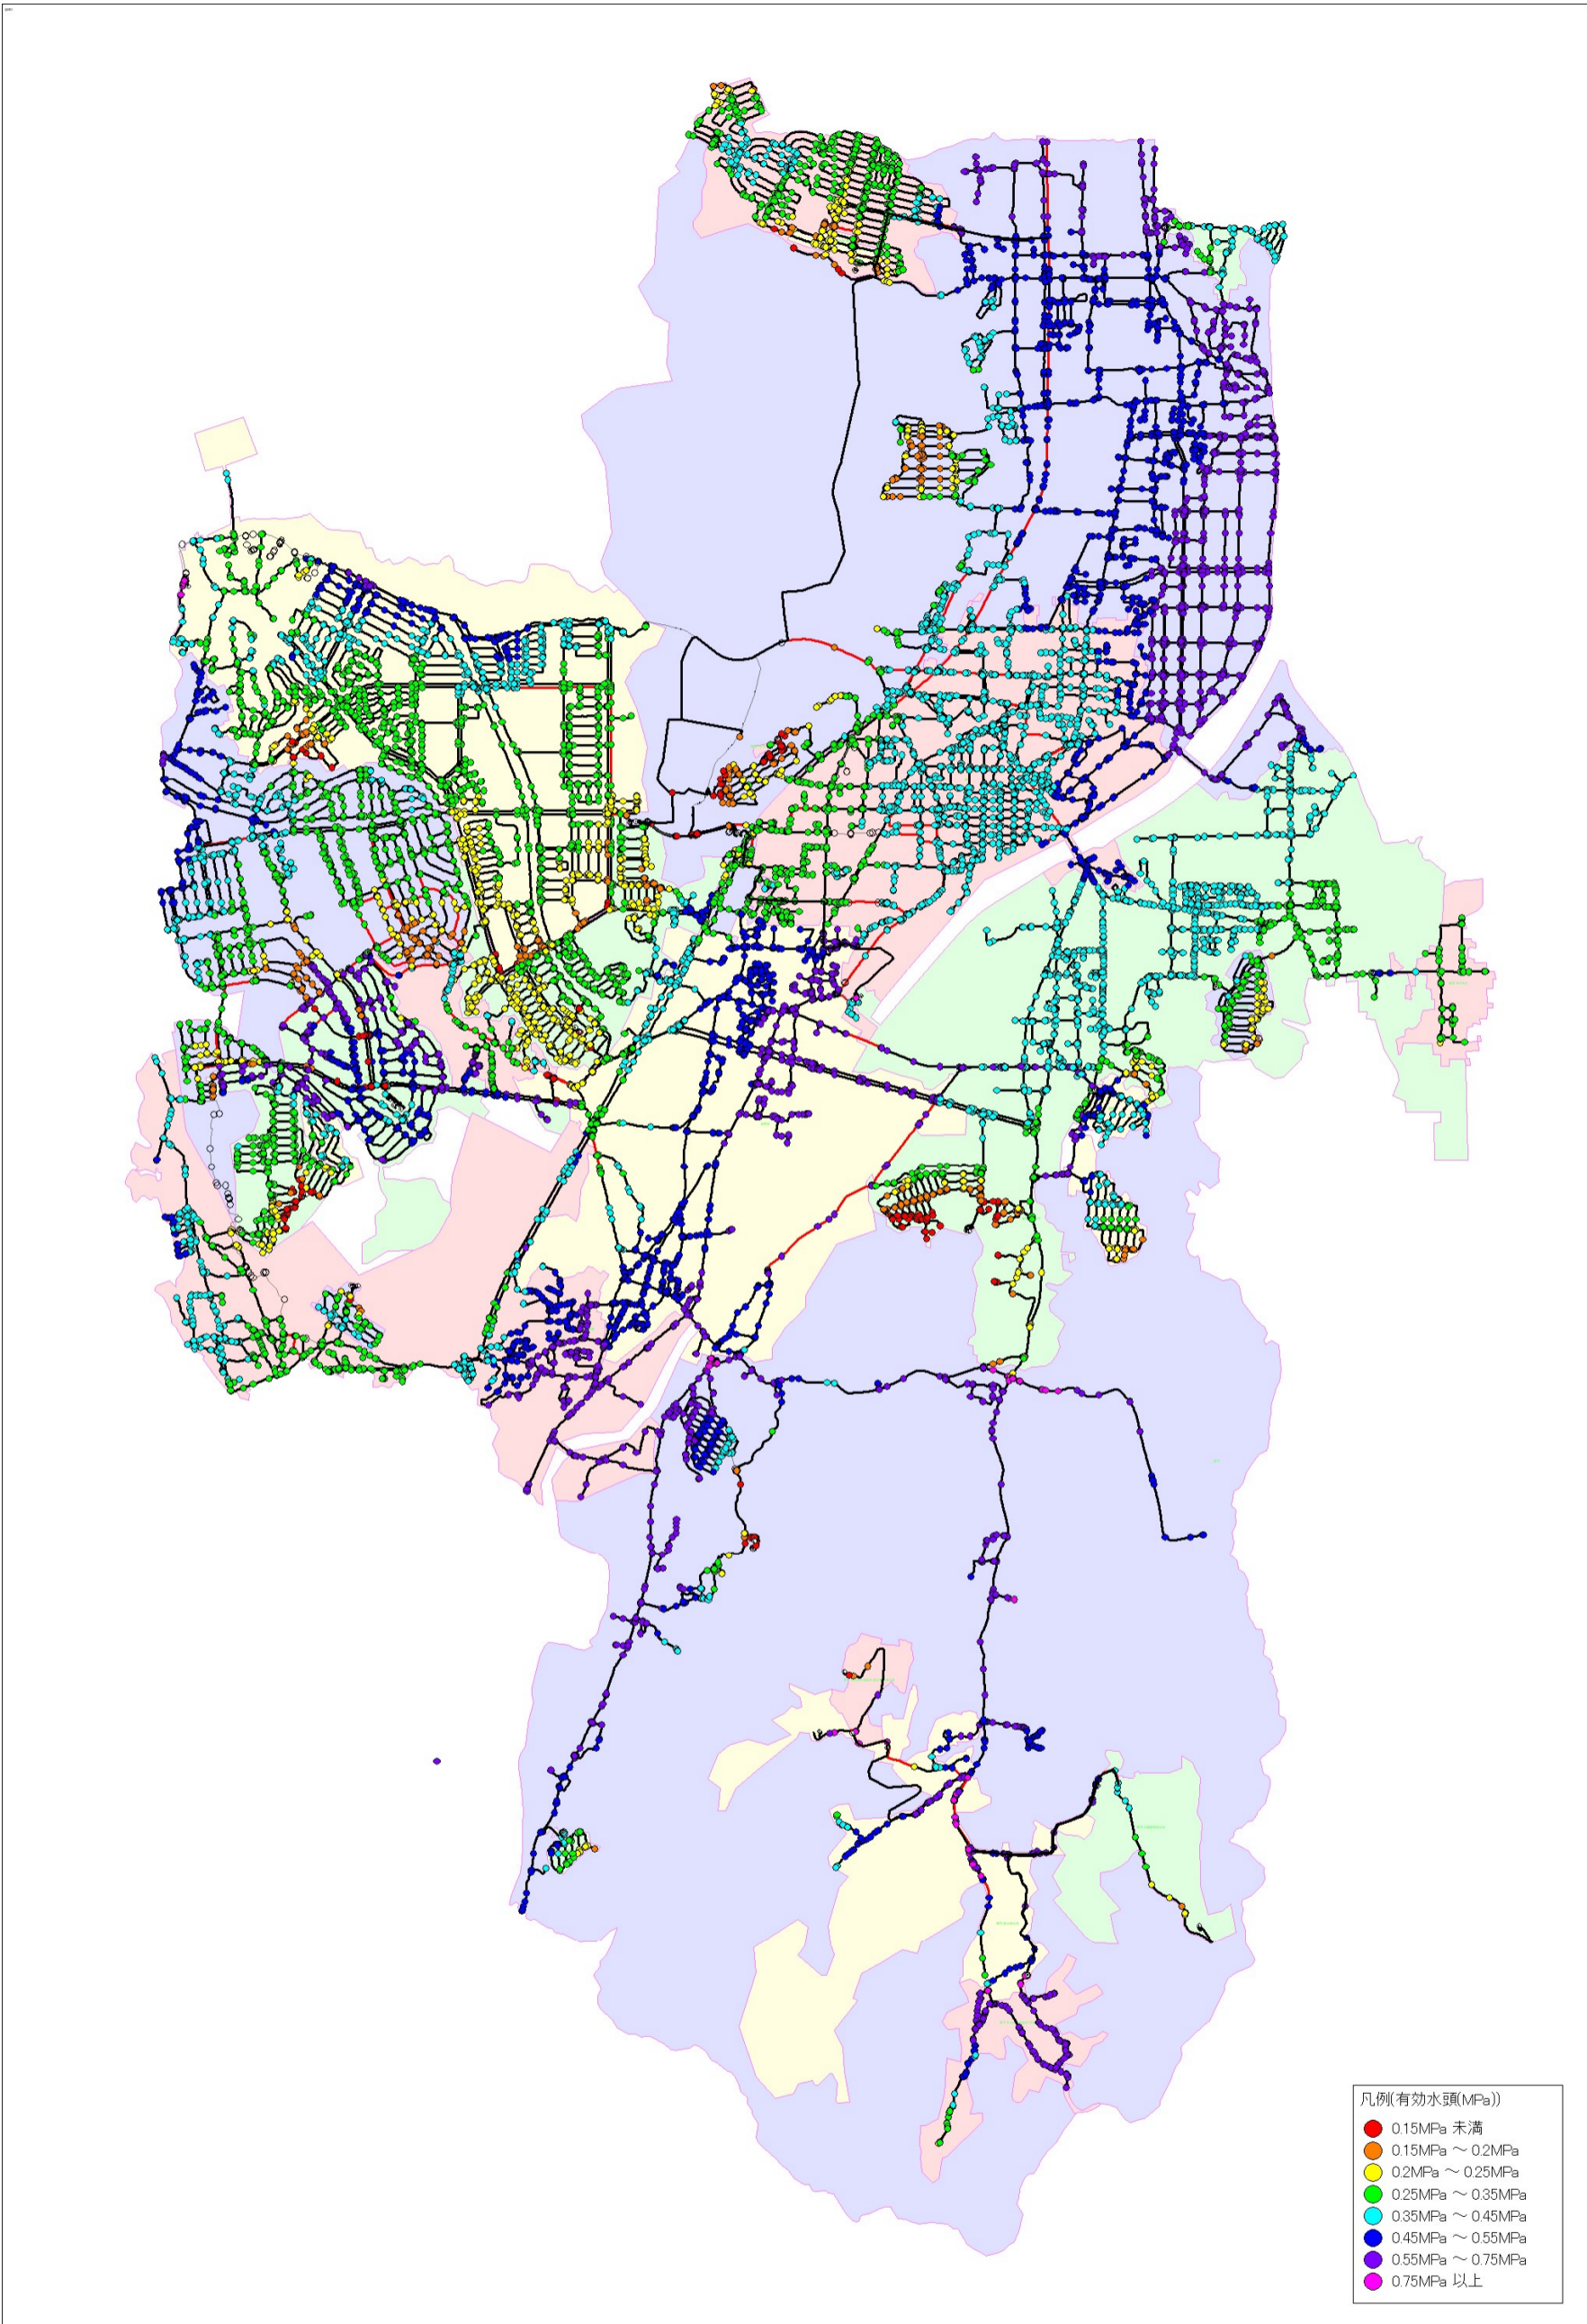 凡例(有効水頭(MPa))
0.15MPa 未満
0.15MPa ～ 0.2MPa
0.2MPa ～ 0.25MPa
0.25MPa ～ 0.35MPa
0.35MPa ～ 0.45MPa
0.45MPa ～ 0.55MPa
0.55MPa ～ 0.75MPa
0.75MPa 以上